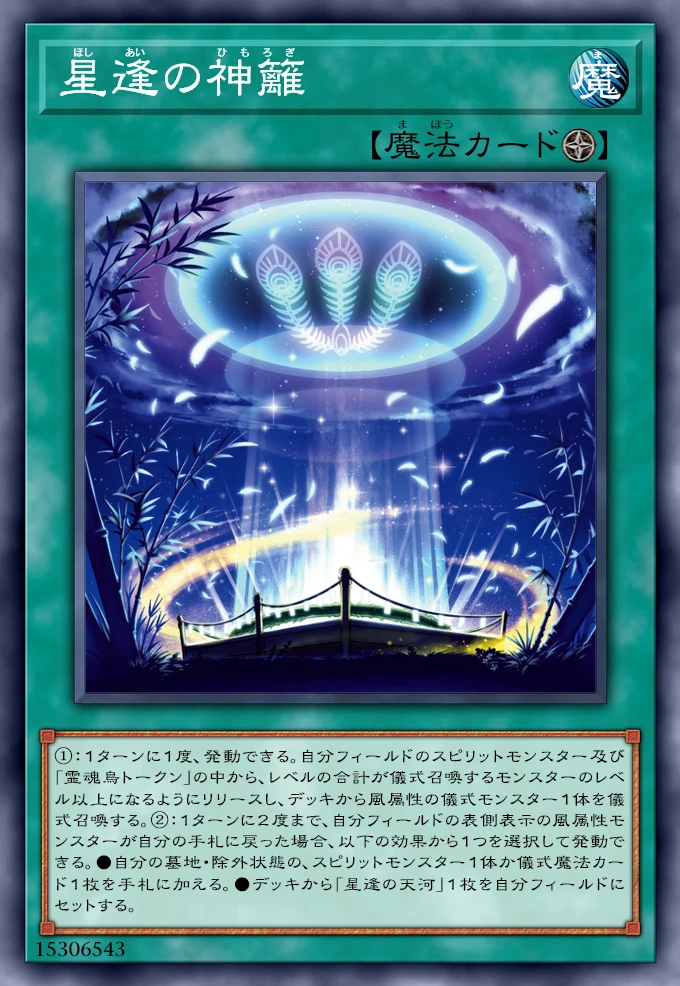 ほし あい ひもろぎ
星逢の神籬
ま
魔
ま ほう
【魔法カード】
①：1ターンに1度、発動できる。自分フィールドのスピリットモンスター及び
「霊魂鳥トークン」の中から、レベルの合計が儀式召喚するモンスターのレベ
ル以上になるようにリリースし、デッキから風属性の儀式モンスター1体を儀
式召喚する。②：1ターンに2度まで、自分フィールドの表側表示の風属性モ
ンスターが自分の手札に戻った場合、以下の効果から1つを選択して発動で
きる。●自分の墓地・除外状態の、スピリットモンスター1体か儀式魔法カー
ド1枚を手札に加える。●デッキから「星逢の天河」1枚を自分フィールドに
セットする。
15306543